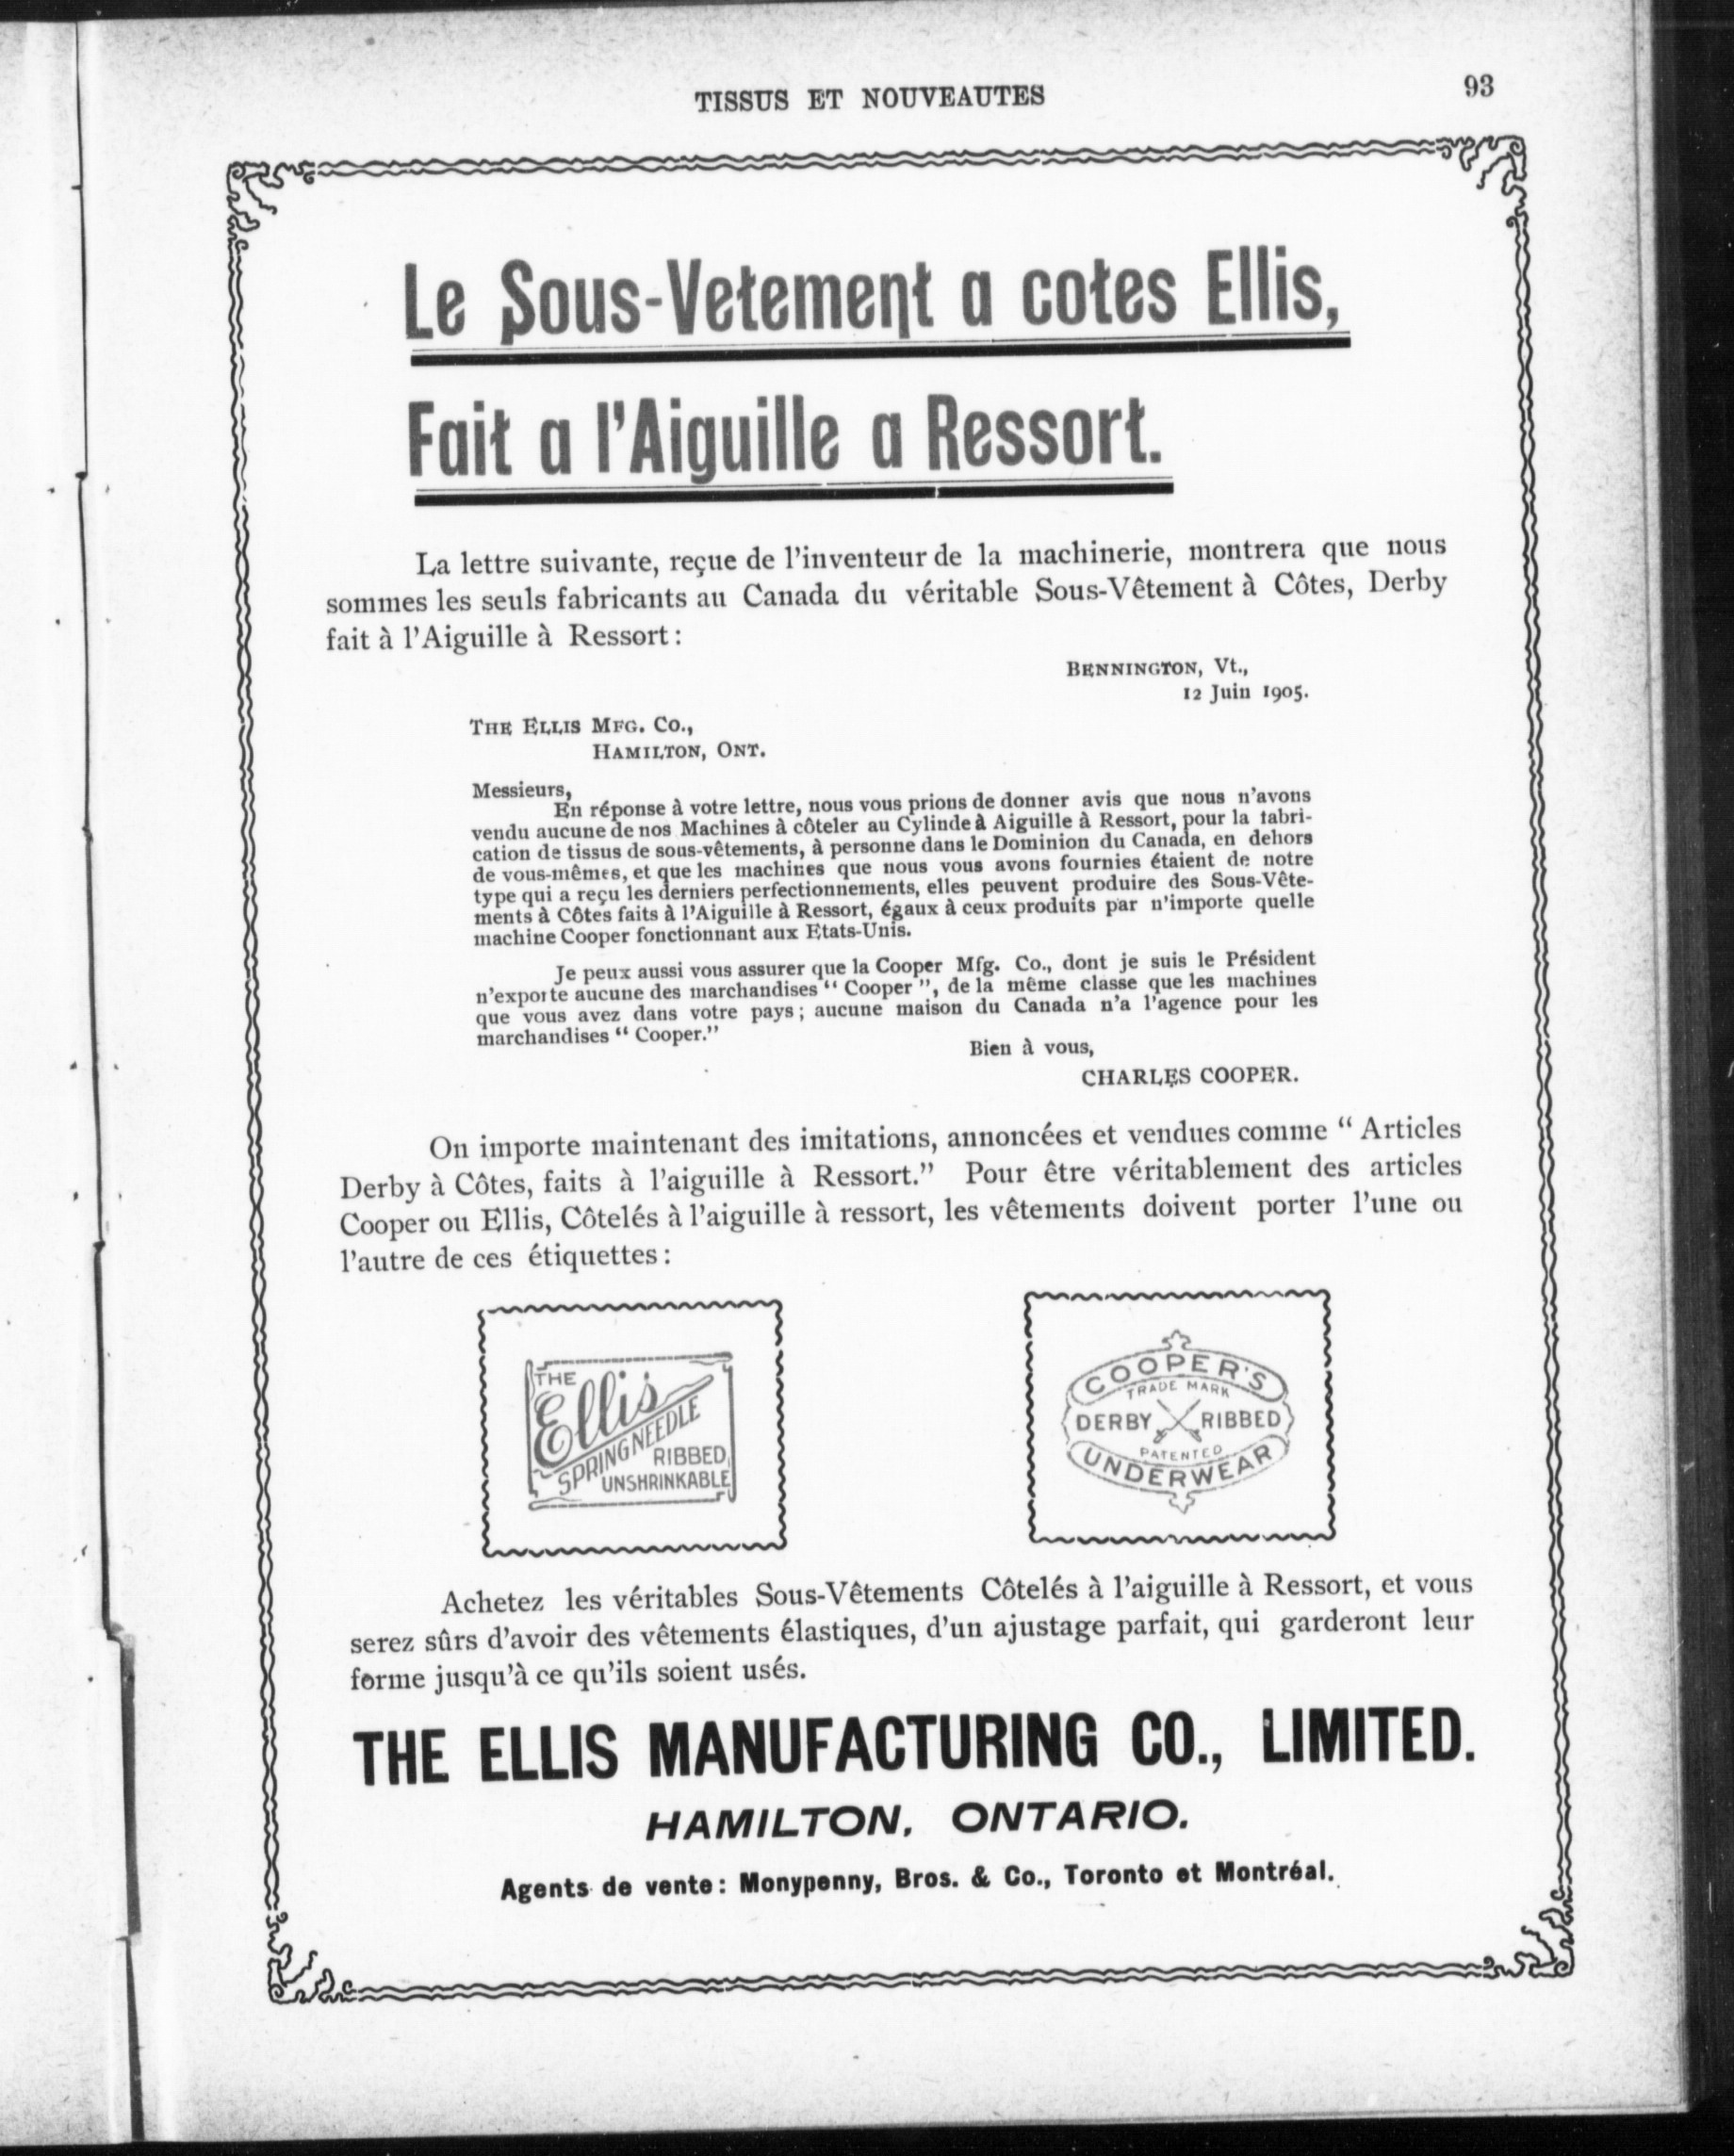 TISSUS ET NOUVEAUTES
93
Le Sous-Vetement a cotes Ellis,
Fait a l'Aiguille a Ressort.
La lettre suivante, reçue de l'inventeur de la machinerie, montrera que nous
sommes les seuls fabricants au Canada du véritable Sous-Vêtement à Côtes, Derby
fait à l'Aiguille à Ressort:
BENNINGTON, Vt.,
12 Juin 1905.
THE ELLIS MFG. CO.,
HAMILTON, ONT.
Messieurs,
En réponse à votre lettre, nous vous prions de donner avis que nous n'avons
vendu aucune de nos Machines à côteler au Cylinde à Aiguille à Ressort, pour la fabri-
cation de tissus de sous-vêtements, à personne dans le Dominion du Canada, en dehors
de vous-mêmes, et que les machines que nous vous avons fournies étaient de notre
type qui a reçu les derniers perfectionnements, elles peuvent produire des Sous-Vête-
ments à Côtes faits à l'Aiguille à Ressort, égaux à ceux produits par n'importe quelle
machine Cooper fonctionnant aux Etats-Unis.
Je peux aussi vous assurer que la Cooper Mfg. Co., dont je suis le Président
n'exporte aucune des marchandises "Cooper", de la même classe que les machines
que vous avez dans votre pays; aucune maison du Canada n'a l'agence pour les
marchandises "Cooper."
Bien à vous,
CHARLES COOPER.
On importe maintenant des imitations, annoncées et vendues comme "Articles
Derby à Côtes, faits à l'aiguille à Ressort." Pour être véritablement des articles
Cooper ou Ellis, Côtelés à l'aiguille à ressort, les vêtements doivent porter l'une ou
l'autre de ces étiquettes:
THE
Ellis
SPRING NEEDLE
RIBBED
UNSHRINKABLE
COOPER'S
TRADE MARK
DERBY RIBBED
PATENTED
UNDERWEAR
Achetez les véritables Sous-Vêtements Côtelés à l'aiguille à Ressort, et vous
serez sûrs d'avoir des vêtements élastiques, d'un ajustage parfait, qui garderont leur
forme jusqu'à ce qu'ils soient usés.
THE ELLIS MANUFACTURING CO., LIMITED.
HAMILTON, ONTARIO.
Agents de vente: Monypenny, Bros. & Co., Toronto et Montréal.